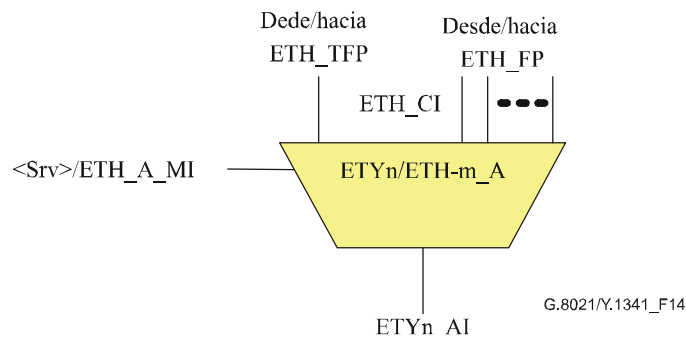 Dede/hacia
ETH_TFP
Desde/hacia
ETH_FP
ETH_CI
<Srv>/ETH_A_MI
ETYn/ETH-m_A
ETYn_AI
G.8021/Y.1341_F14